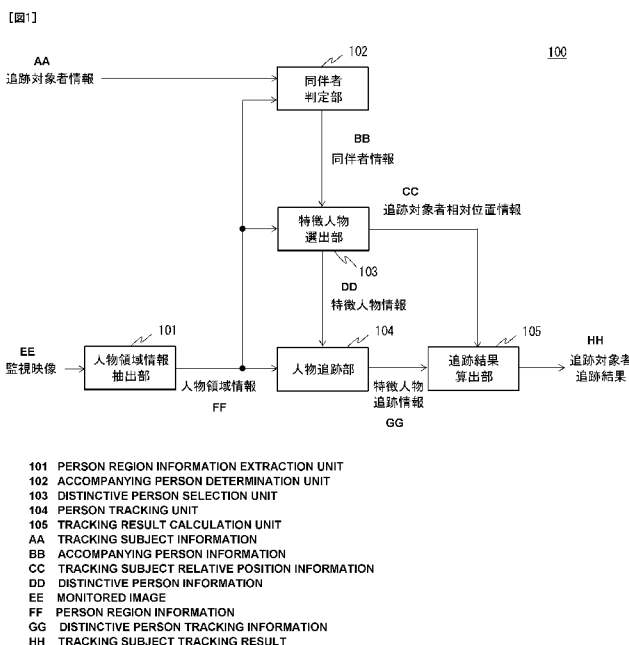 [図1]
102
100
AA
追跡対象者情報
同伴者
判定部
BB
同伴者情報
CC
追跡対象者相対位置情報
特徴人物
選出部
103
DD
特徴人物情報
101
104
105
EE
監視映像
人物領域情報
抽出部
人物領域情報
FF
人物追跡部
特徴人物
追跡情報
GG
追跡結果
算出部
HH
追跡対象者
追跡結果
101 PERSON REGION INFORMATION EXTRACTION UNIT
102 ACCOMPANYING PERSON DETERMINATION UNIT
103 DISTINCTIVE PERSON SELECTION UNIT
104 PERSON TRACKING UNIT
105 TRACKING RESULT CALCULATION UNIT
AA TRACKING SUBJECT INFORMATION
BB ACCOMPANYING PERSON INFORMATION
CC TRACKING SUBJECT RELATIVE POSITION INFORMATION
DD DISTINCTIVE PERSON INFORMATION
EE MONITORED IMAGE
FF PERSON REGION INFORMATION
GG DISTINCTIVE PERSON TRACKING INFORMATION
HH TRACKING SUBJECT TRACKING RESULT